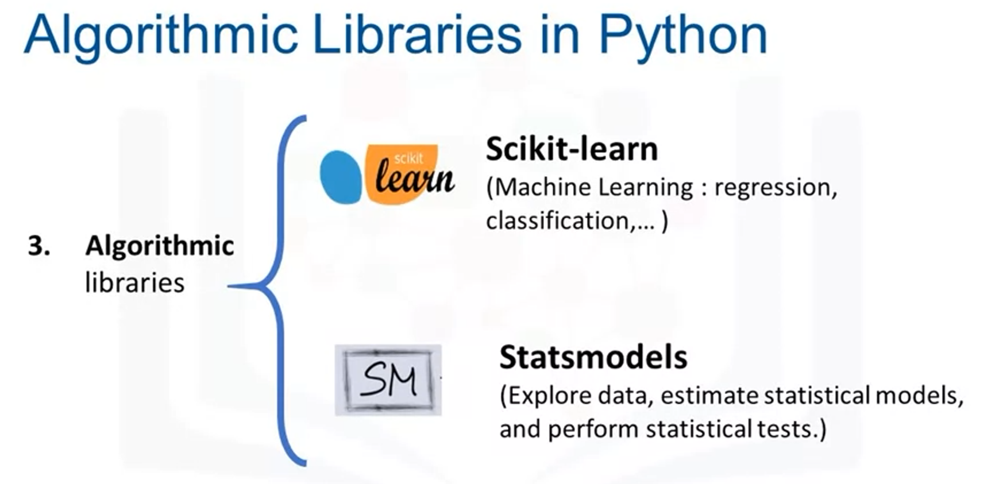 Algorithmic Libraries in Python
scikit
learn
Scikit-learn
(Machine Learning : regression,
classification,... )
3. Algorithmic
libraries
SM
Statsmodels
(Explore data, estimate statistical models,
and perform statistical tests.)